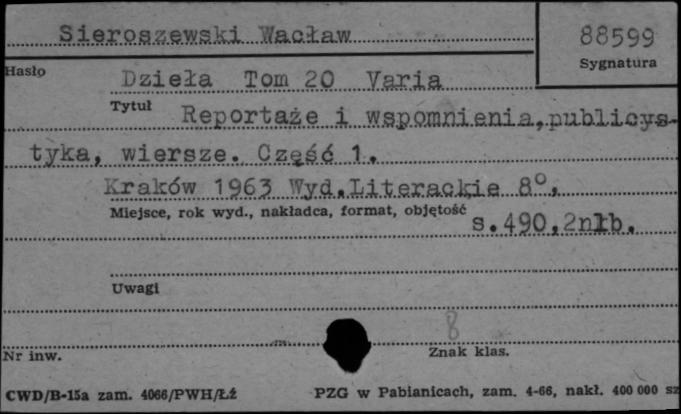 Sieroszewski Wacław
88599
Hasło
Sygnatura
Dzieła Tom 20 Varia
Tytuł
Reportaże i wspomnienia, publicys-
tyka, wiersze. Część 1.
Kraków 1963 Wyd. Literackie 8°,
Miejsce, rok wyd., nakładca, format, objętość
s.490,2nlb.
Uwagi
8
Nr inw.
Znak klas.
CWD/B-15a zam. 4066/PWH/Łź
PZG w Pabianicach, zam. 4-66, nakł. 400 000 sz